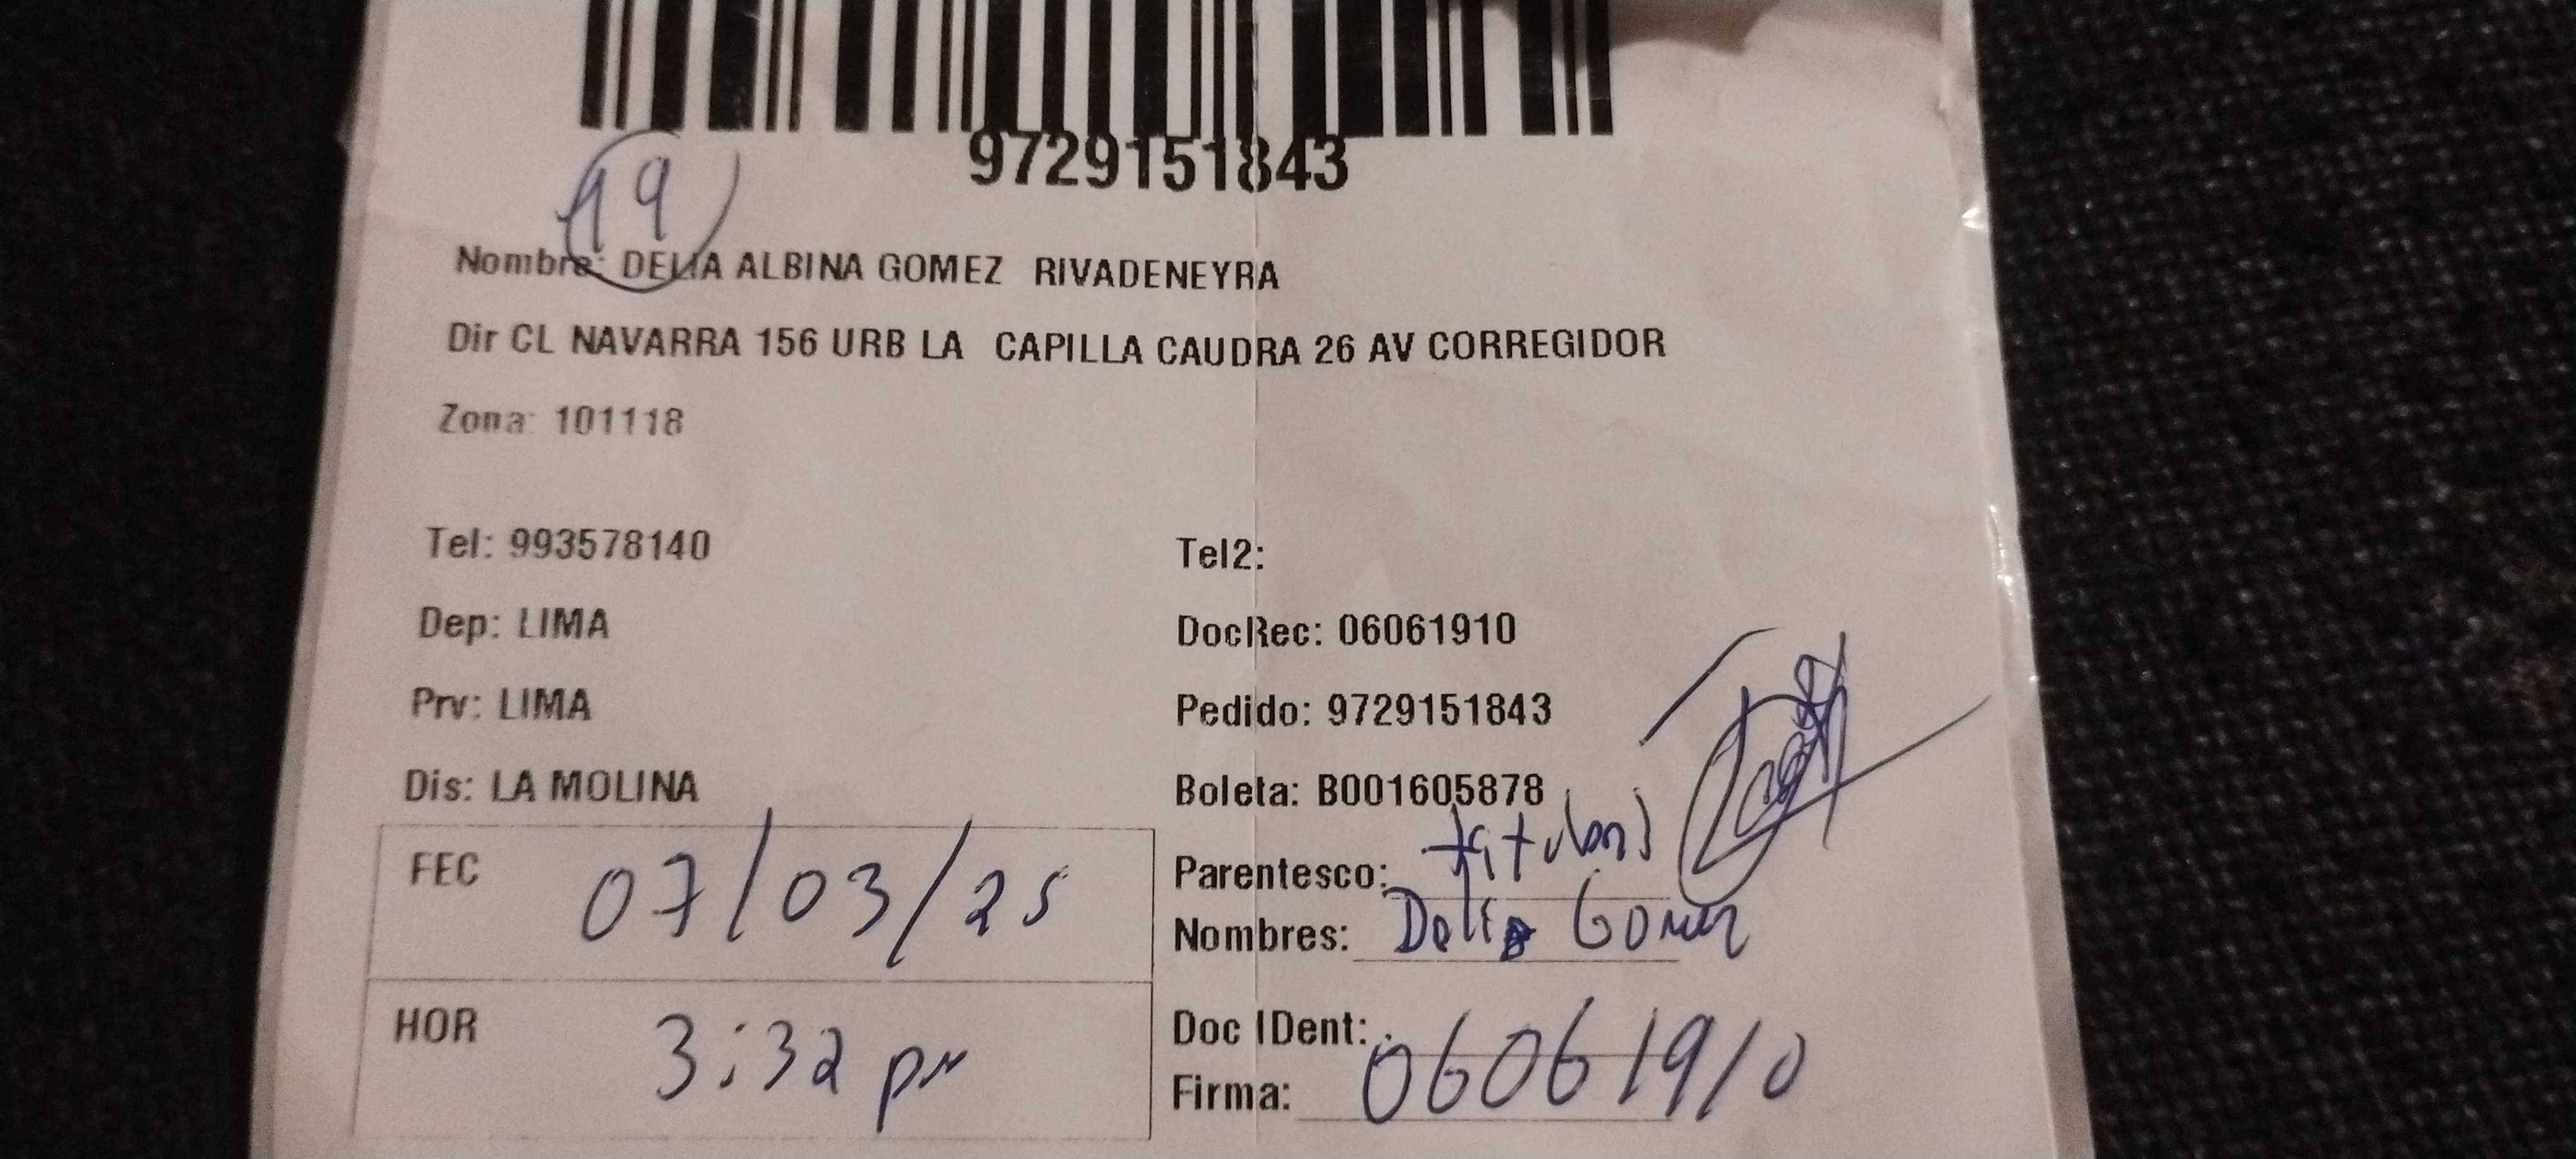 9729151843
19
Nombre: DELIA ALBINA GOMEZ RIVADENEYRA
Dir CL NAVARRA 156 URB LA CAPILLA CAUDRA 26 AV CORREGIDOR
Zona: 101118
Tel: 993578140
Tel2:
Dep: LIMA
DocRec: 06061910
Prv: LIMA
Pedido: 9729151843
Dis: LA MOLINA
Boleta: B001605878
FEC 07/03/25
Parentesco:
Nombres: Delia Gomez
HOR 3:32 pm
Doc IDent: 06061910
Firma: